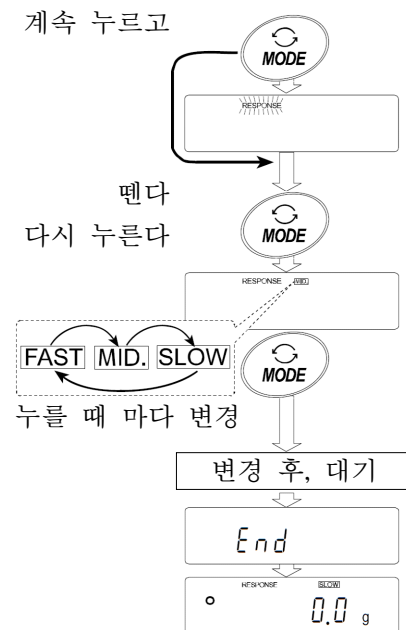 계속 누르고
MODE
RESPONSE
뗀다
다시 누른다
MODE
RESPONSE MID.
FAST MID. SLOW
MODE
누를 때 마다 변경
변경 후, 대기
End
RESPONSE SLOW
0.0 g